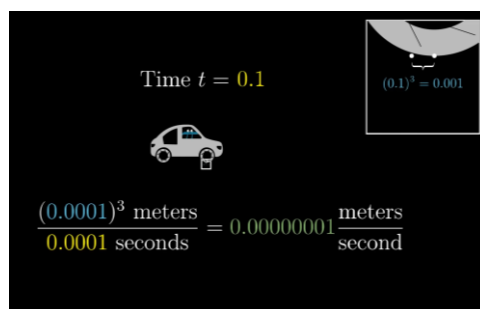 Time t = 0.1
(0.1)³ = 0.001
(0.0001)³ meters
0.0001 seconds
= 0.00000001
meters
second